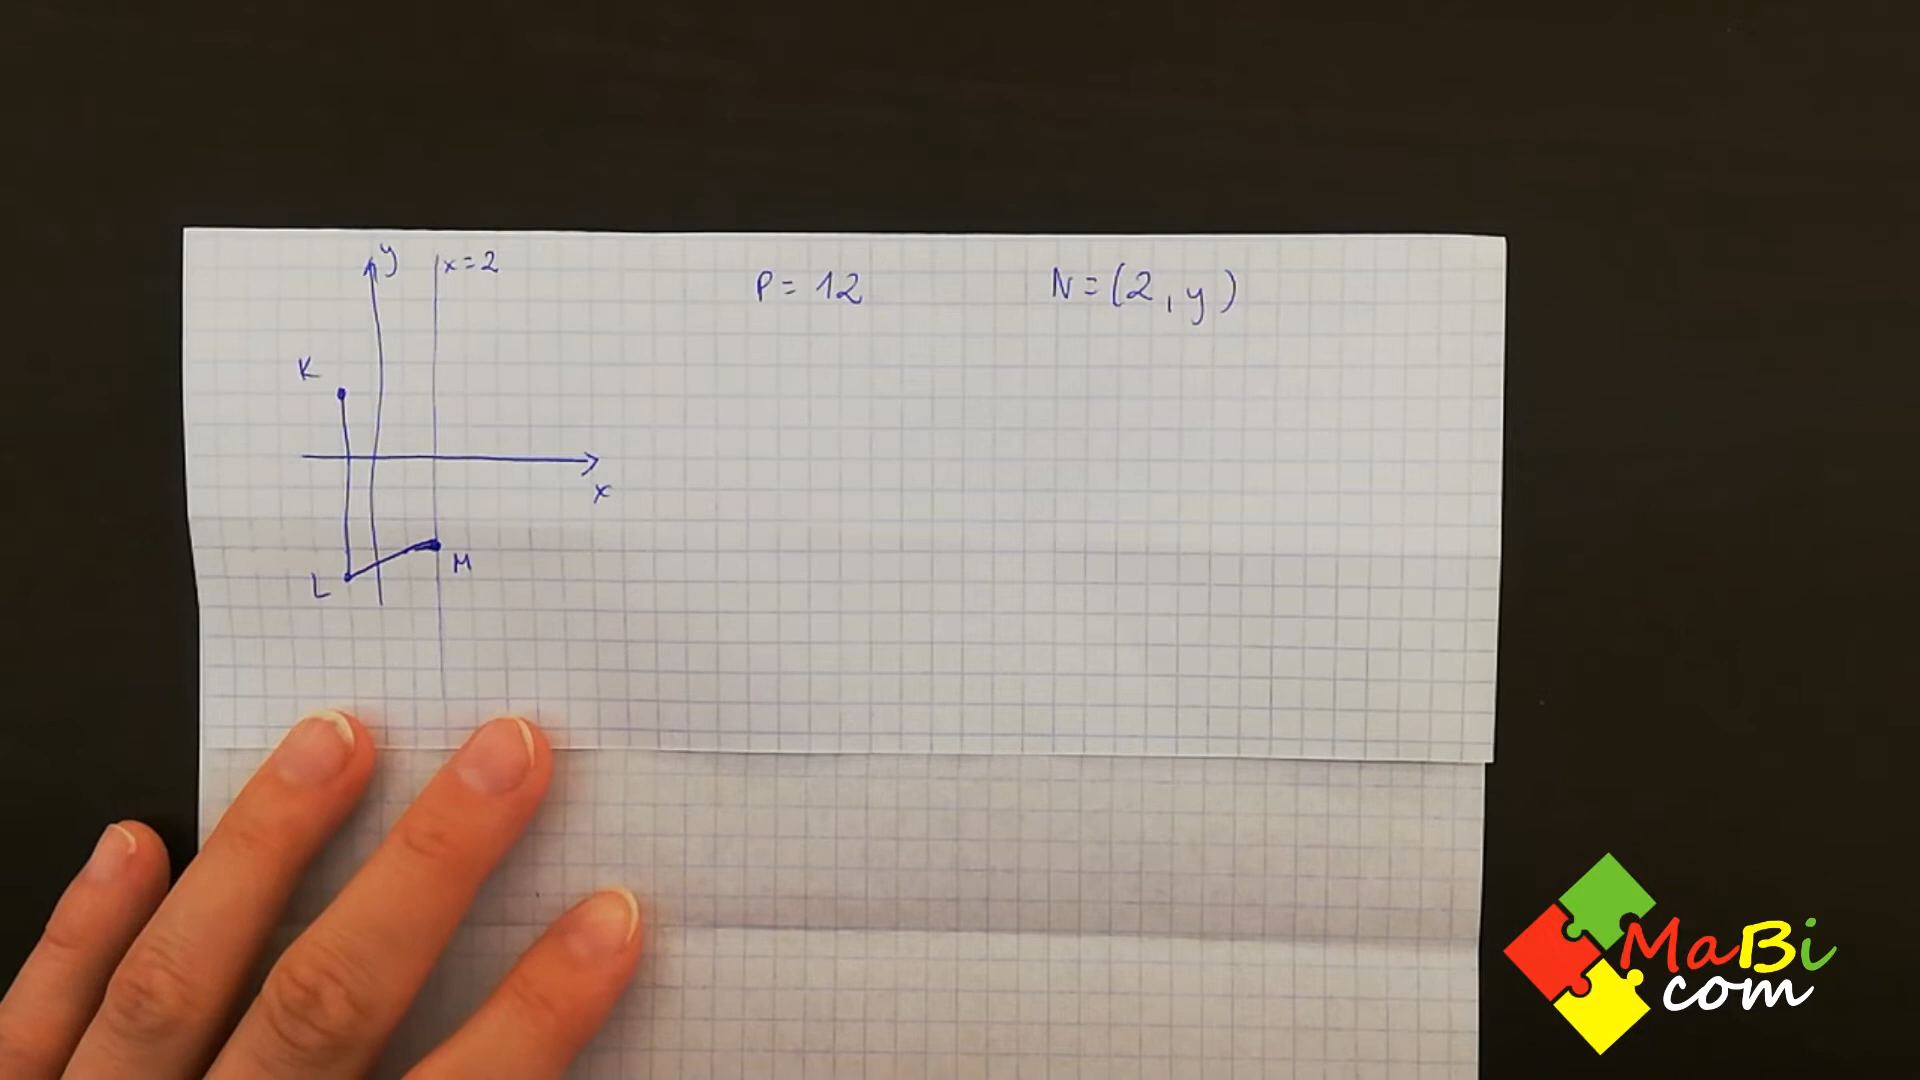 y
x=2
P= 12
N=(2, y)
K
x
L
M
MaBi
com